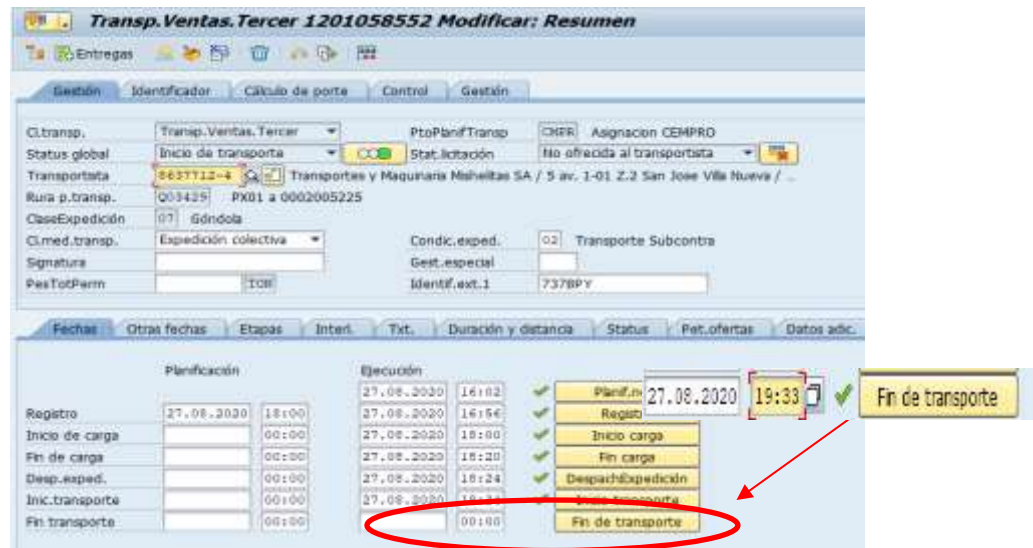 Transp.Ventas.Tercer 1201058552 Modificar: Resumen
Entregas
Gestión Identificador Cálculo de porte Control Gestión
Cl.transp. Transp.Ventas.Tercer PtoPlanifTransp Asignacion CEMPRO
Status global Inicio de transporte Stat.licitación No ofrecida al transportista
Transportista 8637712-4 Transportes y Maquinaria Misheitas SA / 5 av. 1-01 Z.2 San Jose Villa Nueva / ..
Ruta p.transp. Q03425 PX01 a 0002005225
ClaseExpedición 07 Góndola
Cl.med.transp. Expedición colectiva Condic.exped. 02 Transporte Subcontra
Signatura Gest.especial
PesTotPerm TON Identif.ext.1 737BPY
Fechas Otras fechas Etapas Interl. Txt. Duración y distancia Status Pet.ofertas Datos adic.
Planificación Ejecución
27.08.2020 16:02 Planif.
27.08.2020 19:33 Fin de transporte
Registro 27.08.2020 18:00 27.08.2020 16:56 Regist
Inicio de carga 00:00 27.08.2020 18:00 Inicio carga
Fin de carga 00:00 27.08.2020 18:20 Fin carga
Desp.exped. 00:00 27.08.2020 18:24 DespachExpedición
Inic.transporte 00:00 27.08.2020 Inicio transporte
Fin transporte 00:00 00:00 Fin de transporte